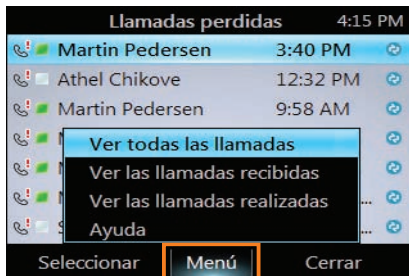 Llamadas perdidas 4:15 PM
Martin Pedersen 3:40 PM
Athel Chikove 12:32 PM
Martin Pedersen 9:58 AM
Ver todas las llamadas
Ver las llamadas recibidas
Ver las llamadas realizadas
Ayuda
Seleccionar Menú Cerrar